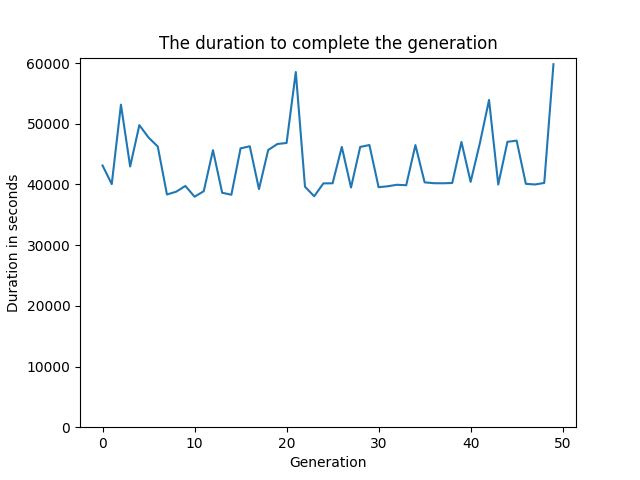 The duration to complete the generation
60000
50000
40000
30000
20000
10000
0
Duration in seconds
0 10 20 30 40 50
Generation